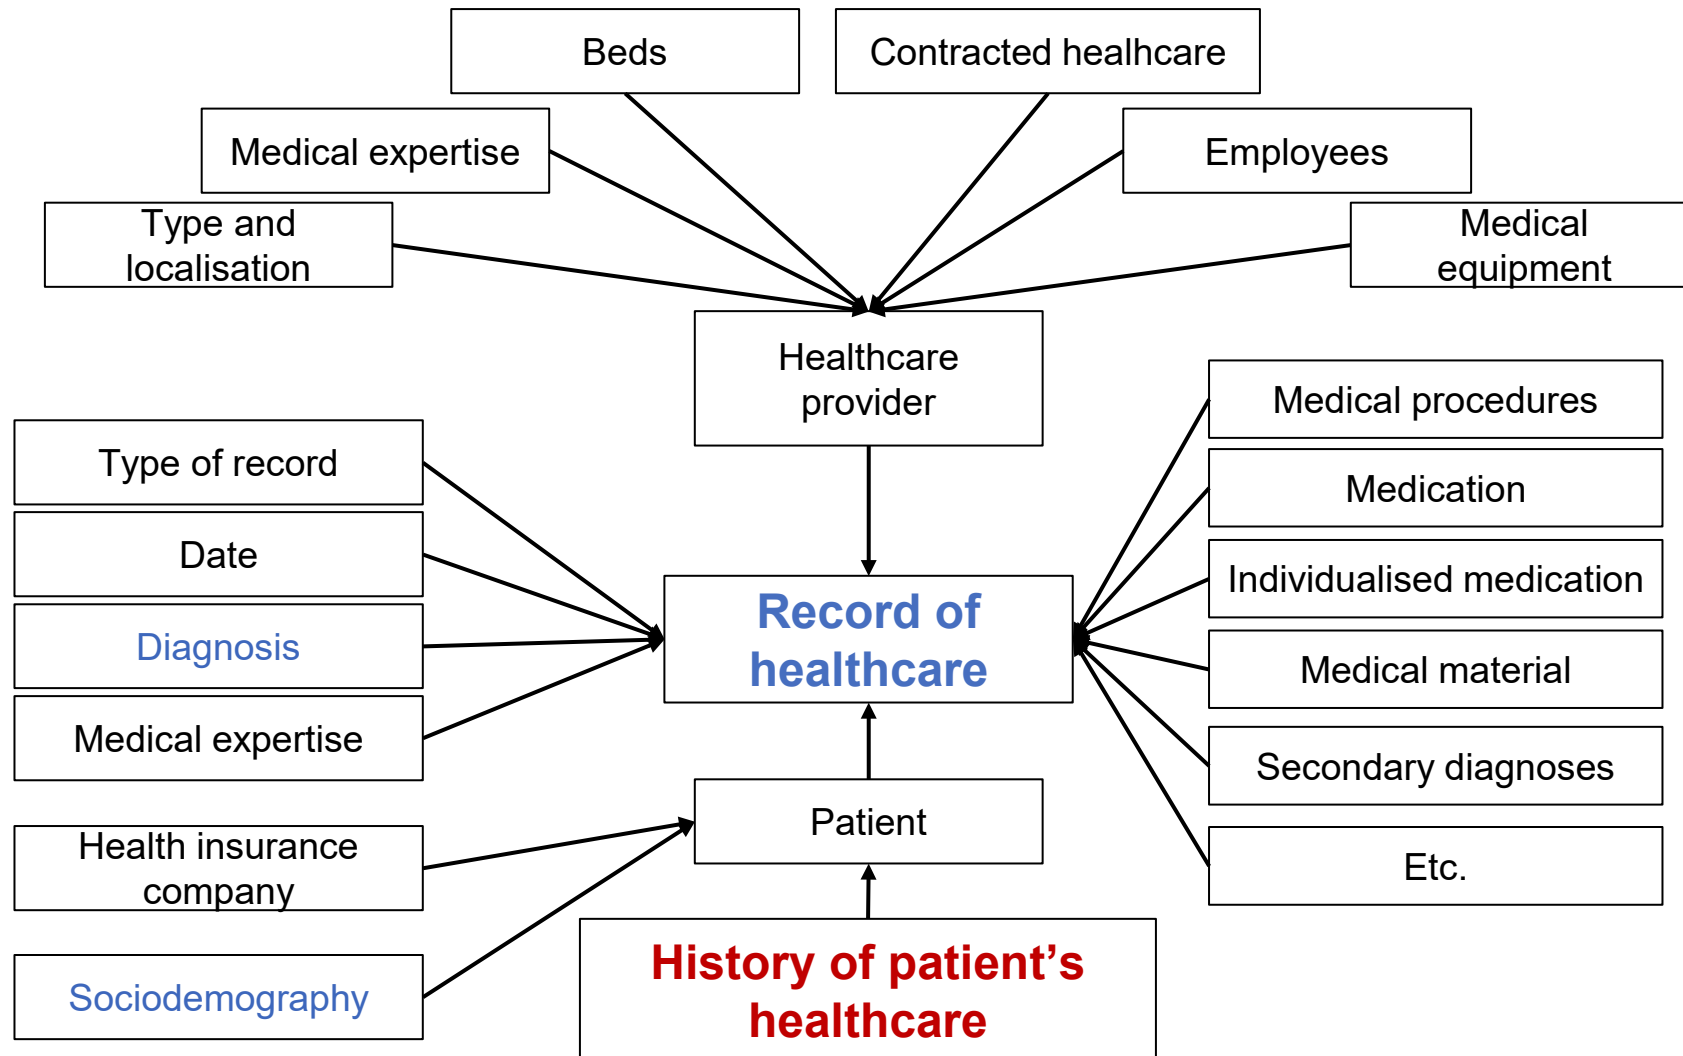 Beds
Contracted healhcare
Medical expertise
Employees
Type and
localisation
Medical
equipment
Healthcare
provider
Type of record
Date
Diagnosis
Medical expertise
Record of
healthcare
Medical procedures
Medication
Individualised medication
Medical material
Secondary diagnoses
Etc.
Health insurance
company
Sociodemography
Patient
History of patient’s
healthcare